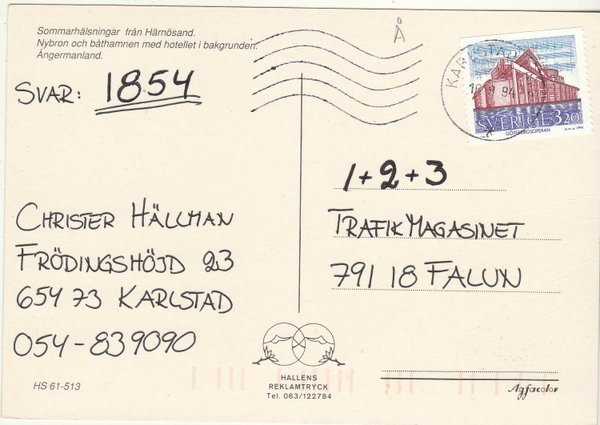 Sommarhälsningar från Härnösand.
Nybron och båthamnen med hotellet i bakgrunden.
Ångermanland.
Å
SVAR: 1854
SVERIGE 3,20
GÖTEBORGSOPERAN
1+2+3
TRAFIKMAGASINET
791 18 FALUN
CHRISTER HÄLLMAN
FRÖDINGSHÖJD 23
654 73 KARLSTAD
054-839090
HS 61-513
HALLENS
REKLAMTRYCK
Tel. 063/122784
Agfacolor